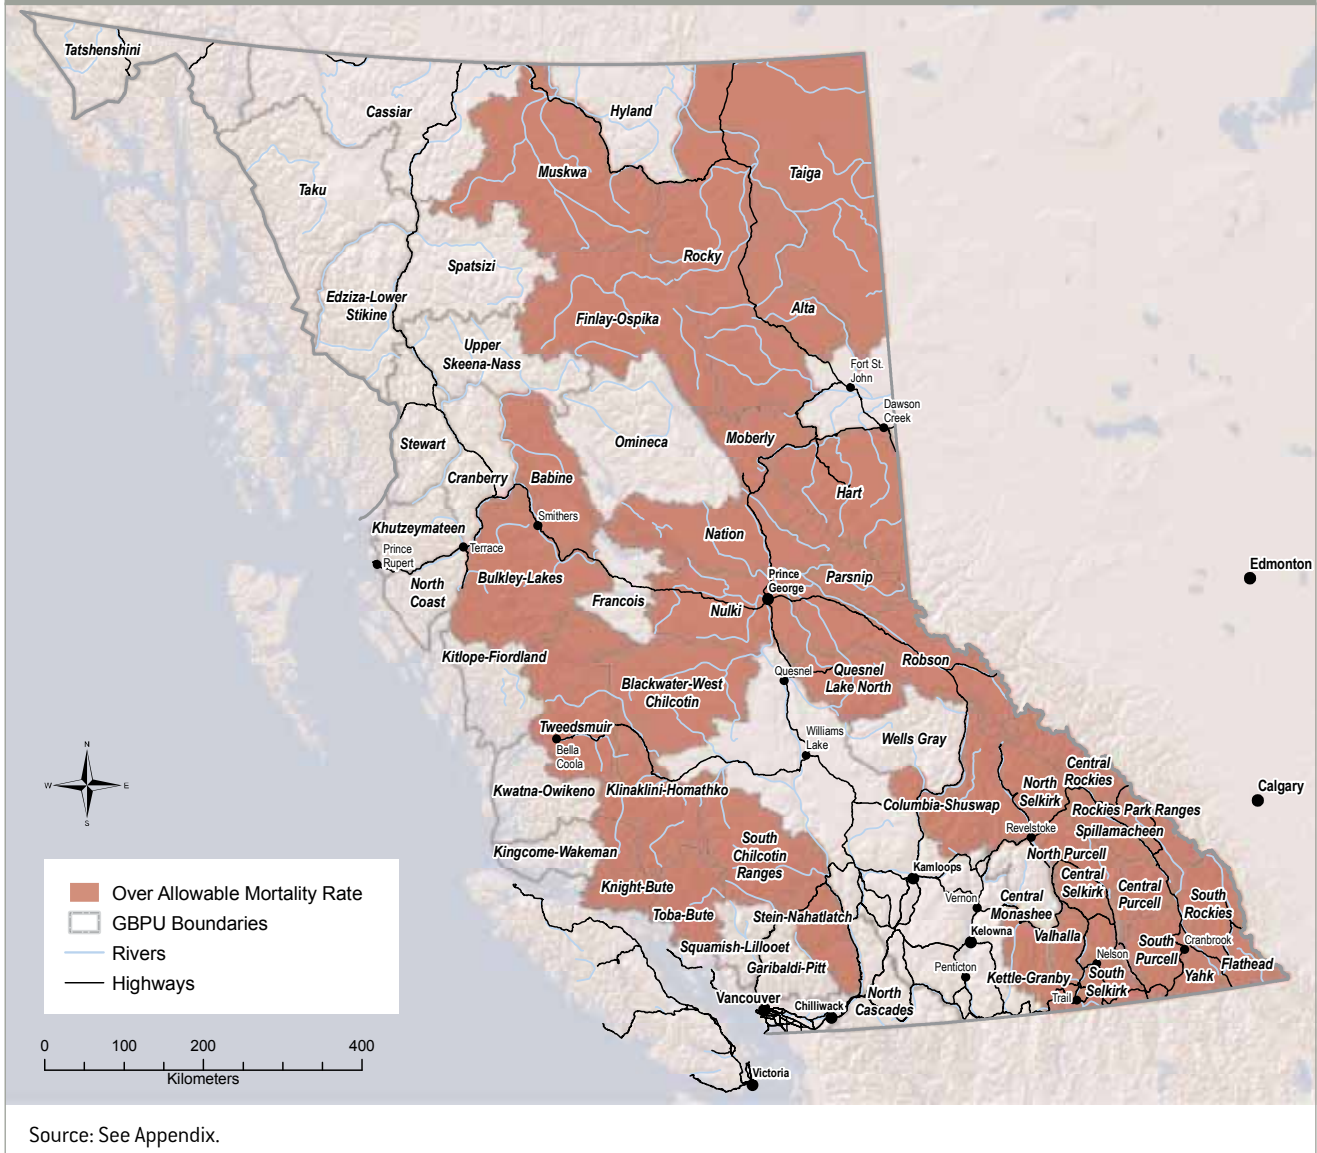 Tatshenshini
Cassiar
Hyland
Muskwa
Taiga
Taku
Rocky
Spatsizi
Edziza-Lower
Stikine
Alta
Finlay-Ospika
Upper
Skeena-Nass
Fort St.
John
Dawson
Creek
Stewart
Omineca
Moberly
Cranberry
Babine
Hart
Smithers
Khutzeymateen
Nation
Prince
Rupert
Terrace
Edmonton
Bulkley-Lakes
Prince
George
Parsnip
North
Coast
Francois
Nulki
Kitlope-Fiordland
Robson
Quesnel
Quesnel
Lake North
Blackwater-West
Chilcotin
Tweedsmuir
Bella
Coola
Williams
Lake
Wells Gray
N
W
E
S
Kwatna-Owikeno
Klinaklini-Homathko
Central
Rockies
North
Selkirk
Calgary
Columbia-Shuswap
Rockies Park Ranges
Revelstoke
Spillamacheen
Kingcome-Wakeman
South
Chilcotin
Ranges
North Purcell
Kamloops
Central
Selkirk
Knight-Bute
Vernon
Central
Monashee
Central
Purcell
South
Rockies
Toba-Bute
Stein-Nahatlatch
Kelowna
Valhalla
Squamish-Lillooet
South
Purcell
Cranbrook
Garibaldi-Pitt
Penticton
Nelson
Kettle-Granby
South
Selkirk
Yahk
Flathead
Trail
Vancouver
Chilliwack
North
Cascades
Victoria
Over Allowable Mortality Rate
GBPU Boundaries
Rivers
Highways
0 100 200 400
Kilometers
Source: See Appendix.